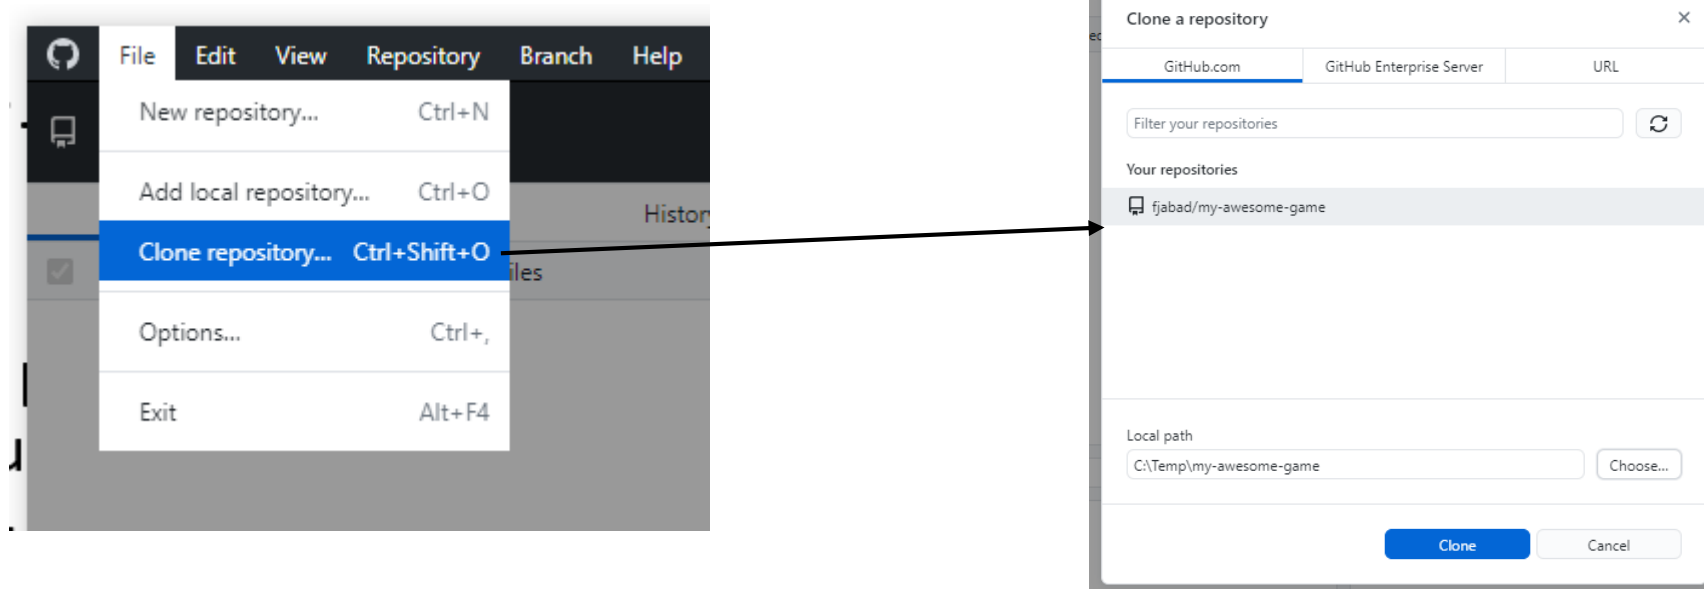 File Edit View Repository Branch Help
New repository... Ctrl+N
Add local repository... Ctrl+O
Clone repository... Ctrl+Shift+O
Options... Ctrl+,
Exit Alt+F4
Clone a repository
GitHub.com GitHub Enterprise Server URL
Filter your repositories
Your repositories
fjabad/my-awesome-game
Local path
C:\Temp\my-awesome-game Choose...
Clone Cancel